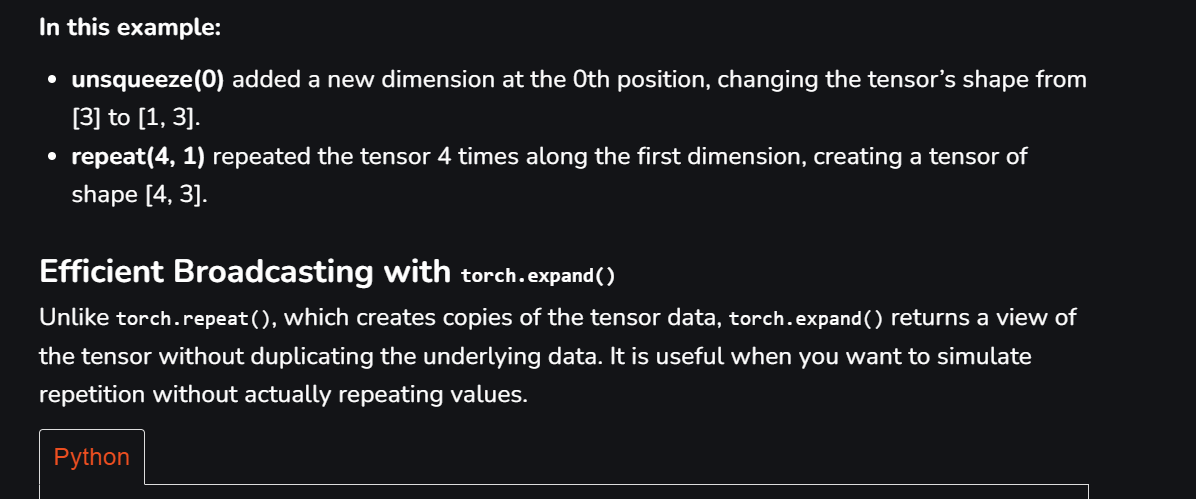 In this example:
• unsqueeze(0) added a new dimension at the 0th position, changing the tensor’s shape from
[3] to [1, 3].
• repeat(4, 1) repeated the tensor 4 times along the first dimension, creating a tensor of
shape [4, 3].
Efficient Broadcasting with torch.expand()
Unlike torch.repeat(), which creates copies of the tensor data, torch.expand() returns a view of
the tensor without duplicating the underlying data. It is useful when you want to simulate
repetition without actually repeating values.
Python